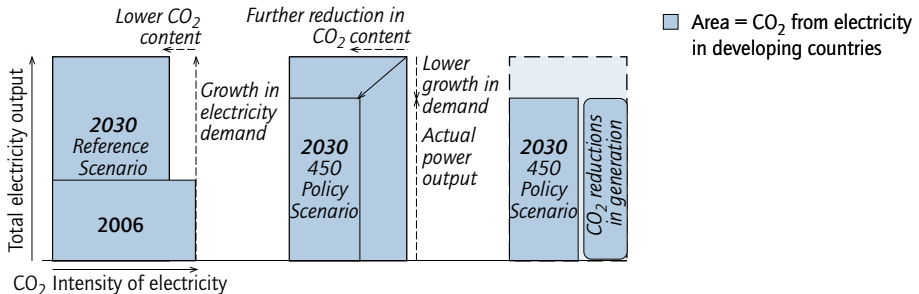 Lower CO2
content
Further reduction in
CO2 content
Area = CO2 from electricity
in developing countries
Total electricity output
2030
Reference
Scenario
2006
Growth in
electricity
demand
2030
450
Policy
Scenario
Lower
growth in
demand
Actual
power
output
2030
450
Policy
Scenario
CO2 reductions
in generation
CO2 Intensity of electricity